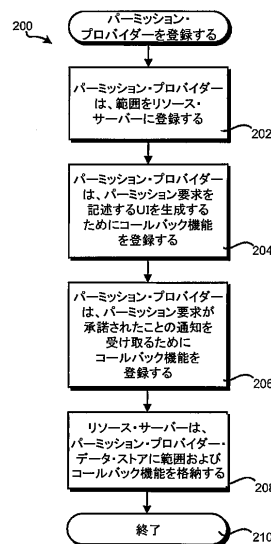 パーミッション・
プロバイダーを登録する
200
パーミッション・プロバイダー
は、範囲をリソース・
サーバーに登録する
202
パーミッション・プロバイダー
は、パーミッション要求を
記述するUIを生成する
ためにコールバック機能
を登録する
204
パーミッション・プロバイダー
は、パーミッション要求が
承諾されたことの通知を
受け取るために
コールバック機能を
登録する
206
リソース・サーバーは、
パーミッション・プロバイダー・
データ・ストアに範囲および
コールバック機能を格納する
208
終了
210